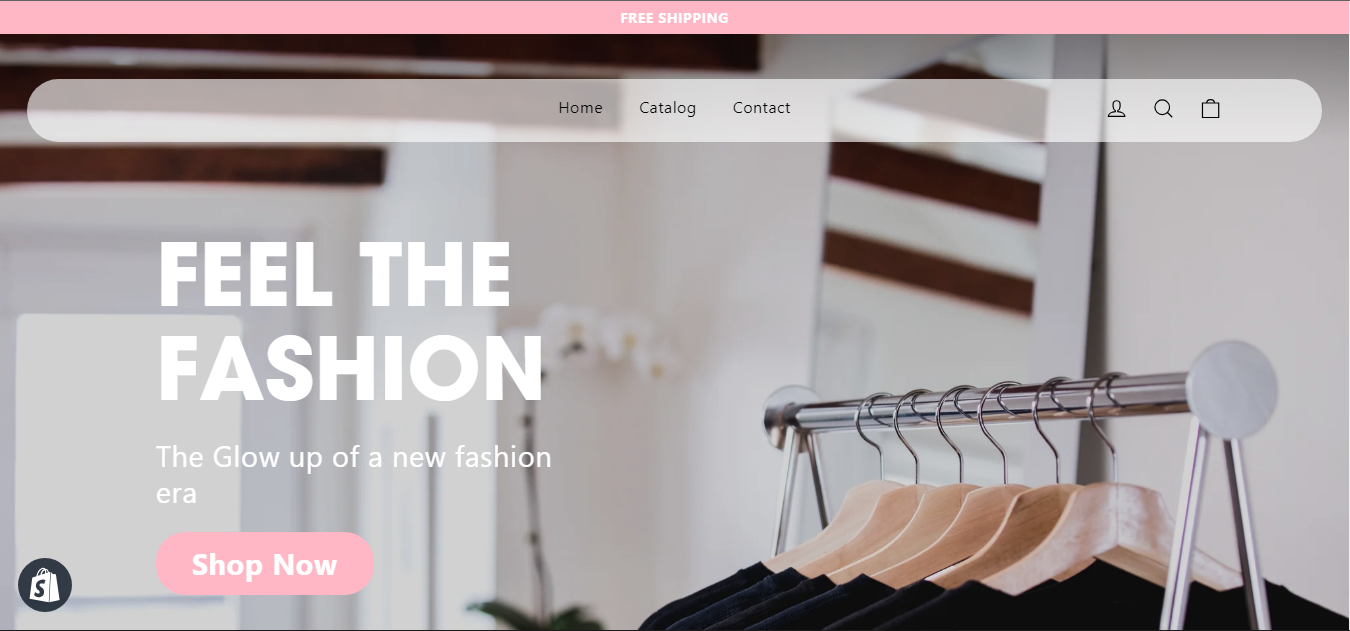 FREE SHIPPING
Home Catalog Contact
FEEL THE
FASHION
The Glow up of a new fashion
era
Shop Now
S